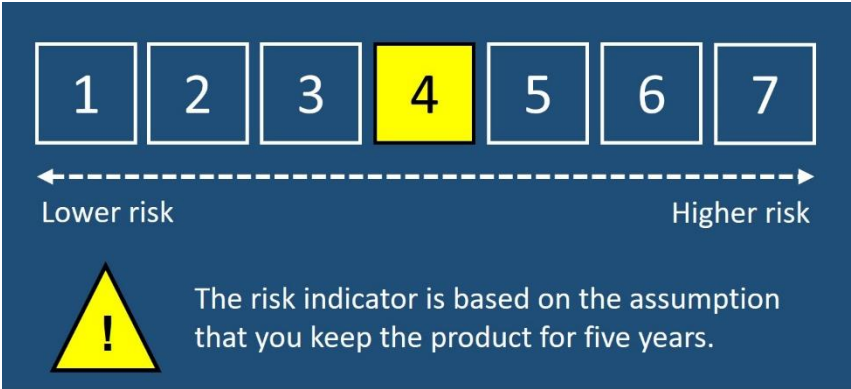 1 2 3 4 5 6 7
Lower risk Higher risk
!
The risk indicator is based on the assumption
that you keep the product for five years.